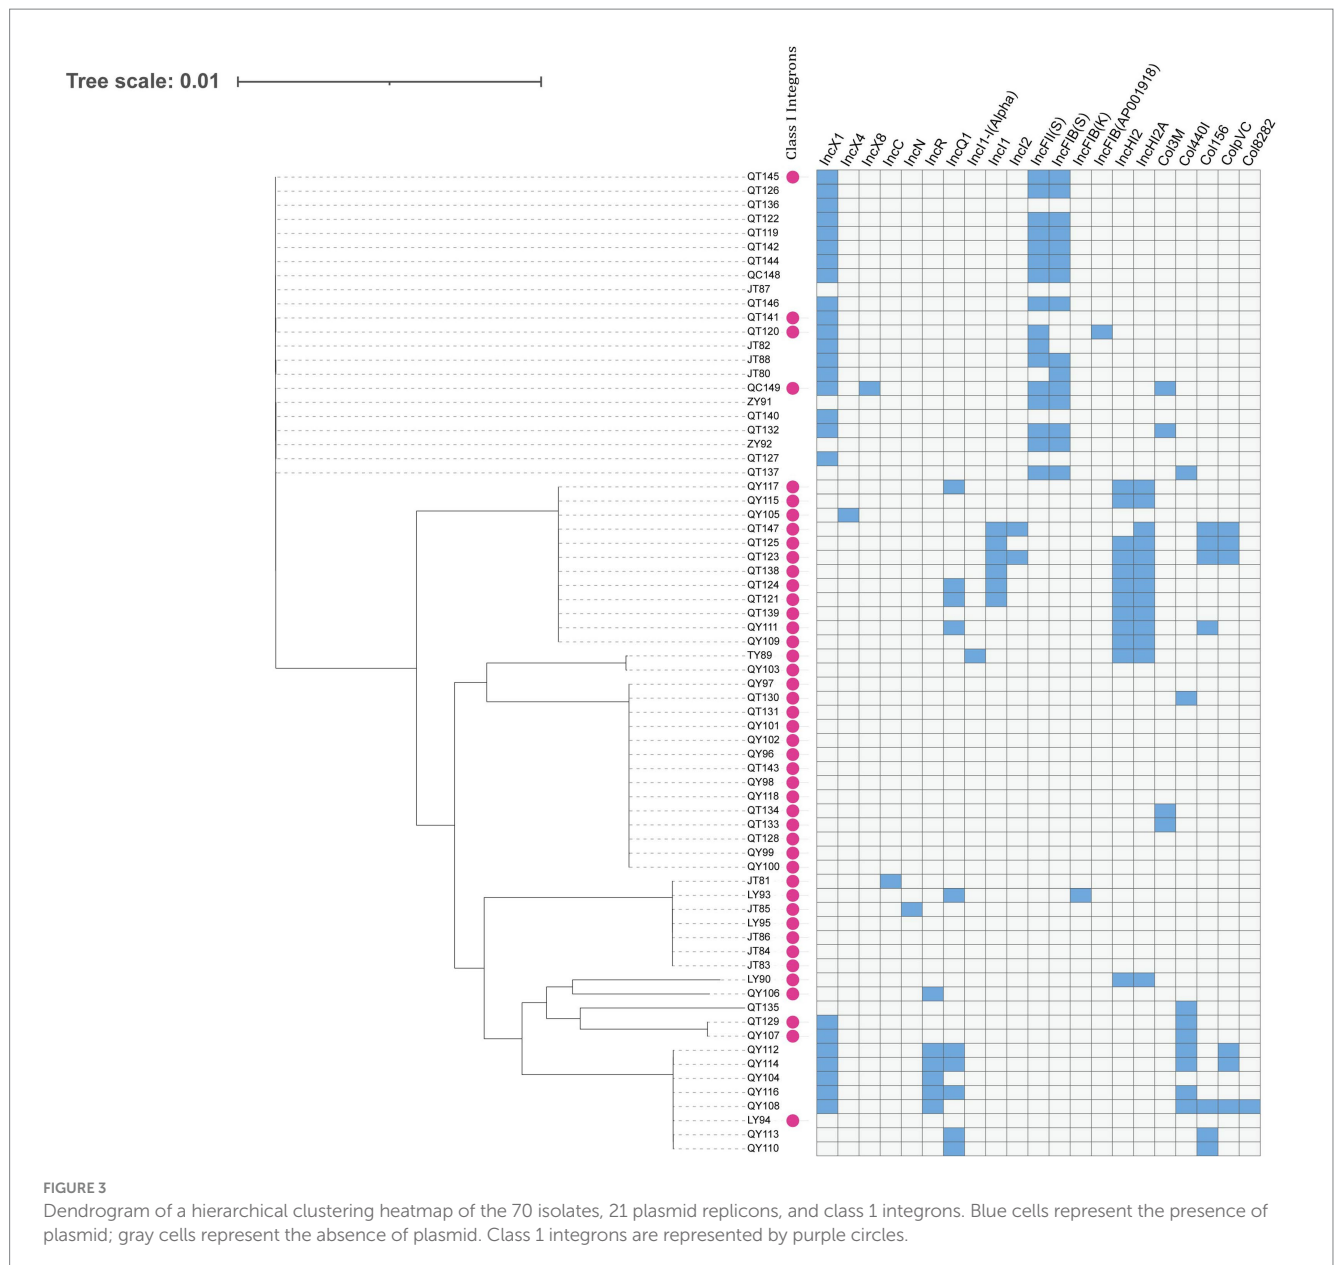 Tree scale: 0.01
Class I Integrons
IncX1
IncX4
IncX8
IncC
IncN
IncR
IncQ1
IncI1-I(Alpha)
IncI1
IncI2
IncFII(S)
IncFIB(S)
IncFIB(K)
IncFIB(AP001918)
IncHI2
IncHI2A
Col3M
Col440I
Col156
ColpVC
Col8282
QT145
QT126
QT136
QT122
QT119
QT142
QT144
QC148
JT87
QT146
QT141
QT120
JT82
JT88
JT80
QC149
ZY91
QT140
QT132
ZY92
QT127
QT137
QY117
QY115
QY105
QT147
QT125
QT123
QT138
QT124
QT121
QT139
QY111
QY109
TY89
QY103
QY97
QT130
QT131
QY101
QY102
QY96
QT143
QY98
QY118
QT134
QT133
QT128
QY99
QY100
JT81
LY93
JT85
LY95
JT86
JT84
JT83
LY90
QY106
QT135
QT129
QY107
QY112
QY114
QY104
QY116
QY108
LY94
QY113
QY110
FIGURE 3
Dendrogram of a hierarchical clustering heatmap of the 70 isolates, 21 plasmid replicons, and class 1 integrons. Blue cells represent the presence of
plasmid; gray cells represent the absence of plasmid. Class 1 integrons are represented by purple circles.